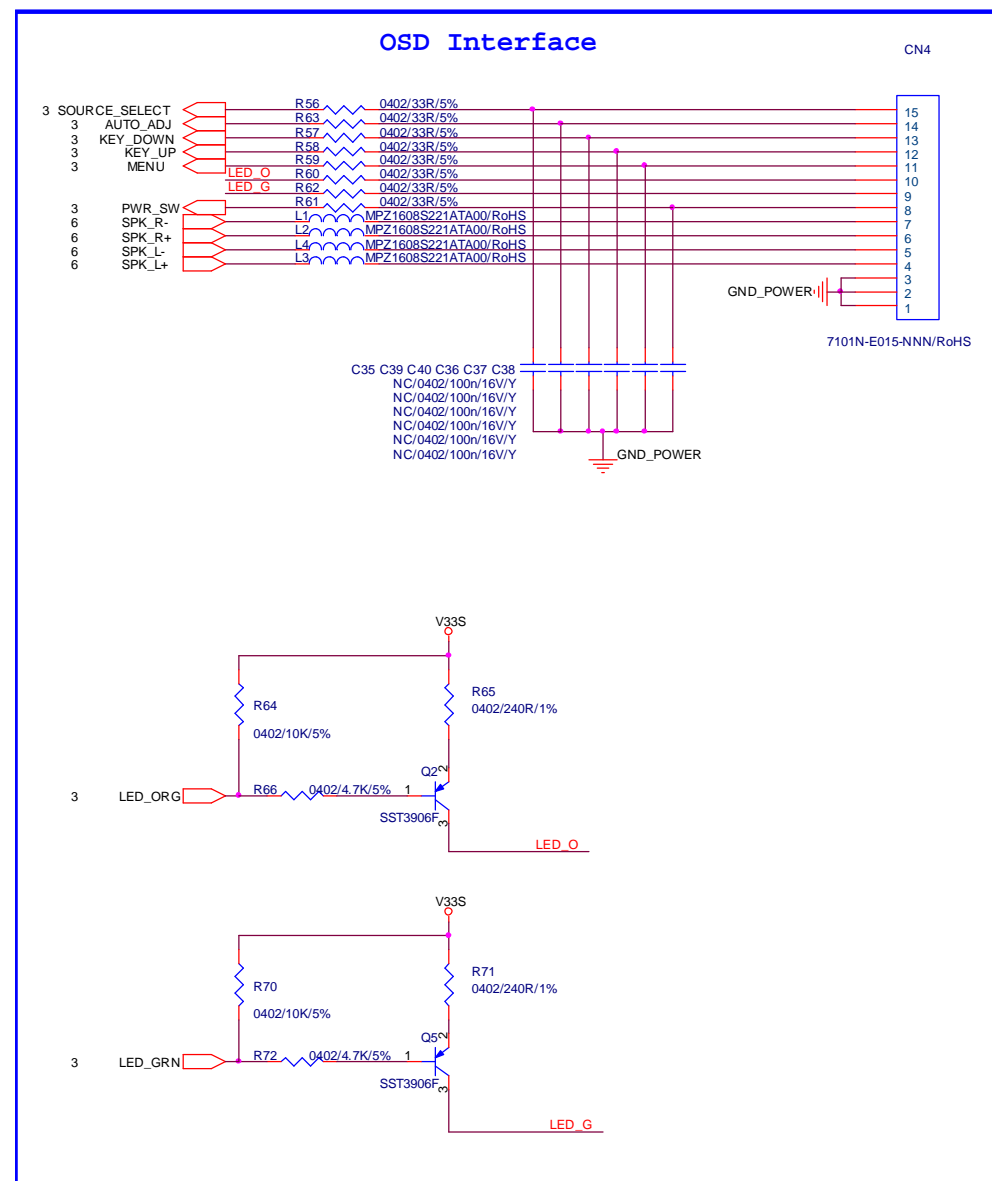 OSD Interface
CN4
3 SOURCE_SELECT R56 0402/33R/5% 15
3 AUTO_ADJ R63 0402/33R/5% 14
3 KEY_DOWN R57 0402/33R/5% 13
3 KEY_UP R58 0402/33R/5% 12
3 MENU R59 0402/33R/5% 11
LED_O R60 0402/33R/5% 10
LED_G R62 0402/33R/5% 9
3 PWR_SW R61 0402/33R/5% 8
6 SPK_R- L1 MPZ1608S221ATA00/RoHS 7
6 SPK_R+ L2 MPZ1608S221ATA00/RoHS 6
6 SPK_L- L4 MPZ1608S221ATA00/RoHS 5
6 SPK_L+ L3 MPZ1608S221ATA00/RoHS 4
3
GND_POWER 2
1
7101N-E015-NNN/RoHS
C35 C39 C40 C36 C37 C38
NC/0402/100n/16V/Y
NC/0402/100n/16V/Y
NC/0402/100n/16V/Y
NC/0402/100n/16V/Y
NC/0402/100n/16V/Y
NC/0402/100n/16V/Y
GND_POWER
V33S
R64
0402/10K/5%
R65
0402/240R/1%
3 LED_ORG R66 0402/4.7K/5% 1 Q2 2
SST3906F 3
LED_O
V33S
R70
0402/10K/5%
R71
0402/240R/1%
3 LED_GRN R72 0402/4.7K/5% 1 Q5 2
SST3906F 3
LED_G